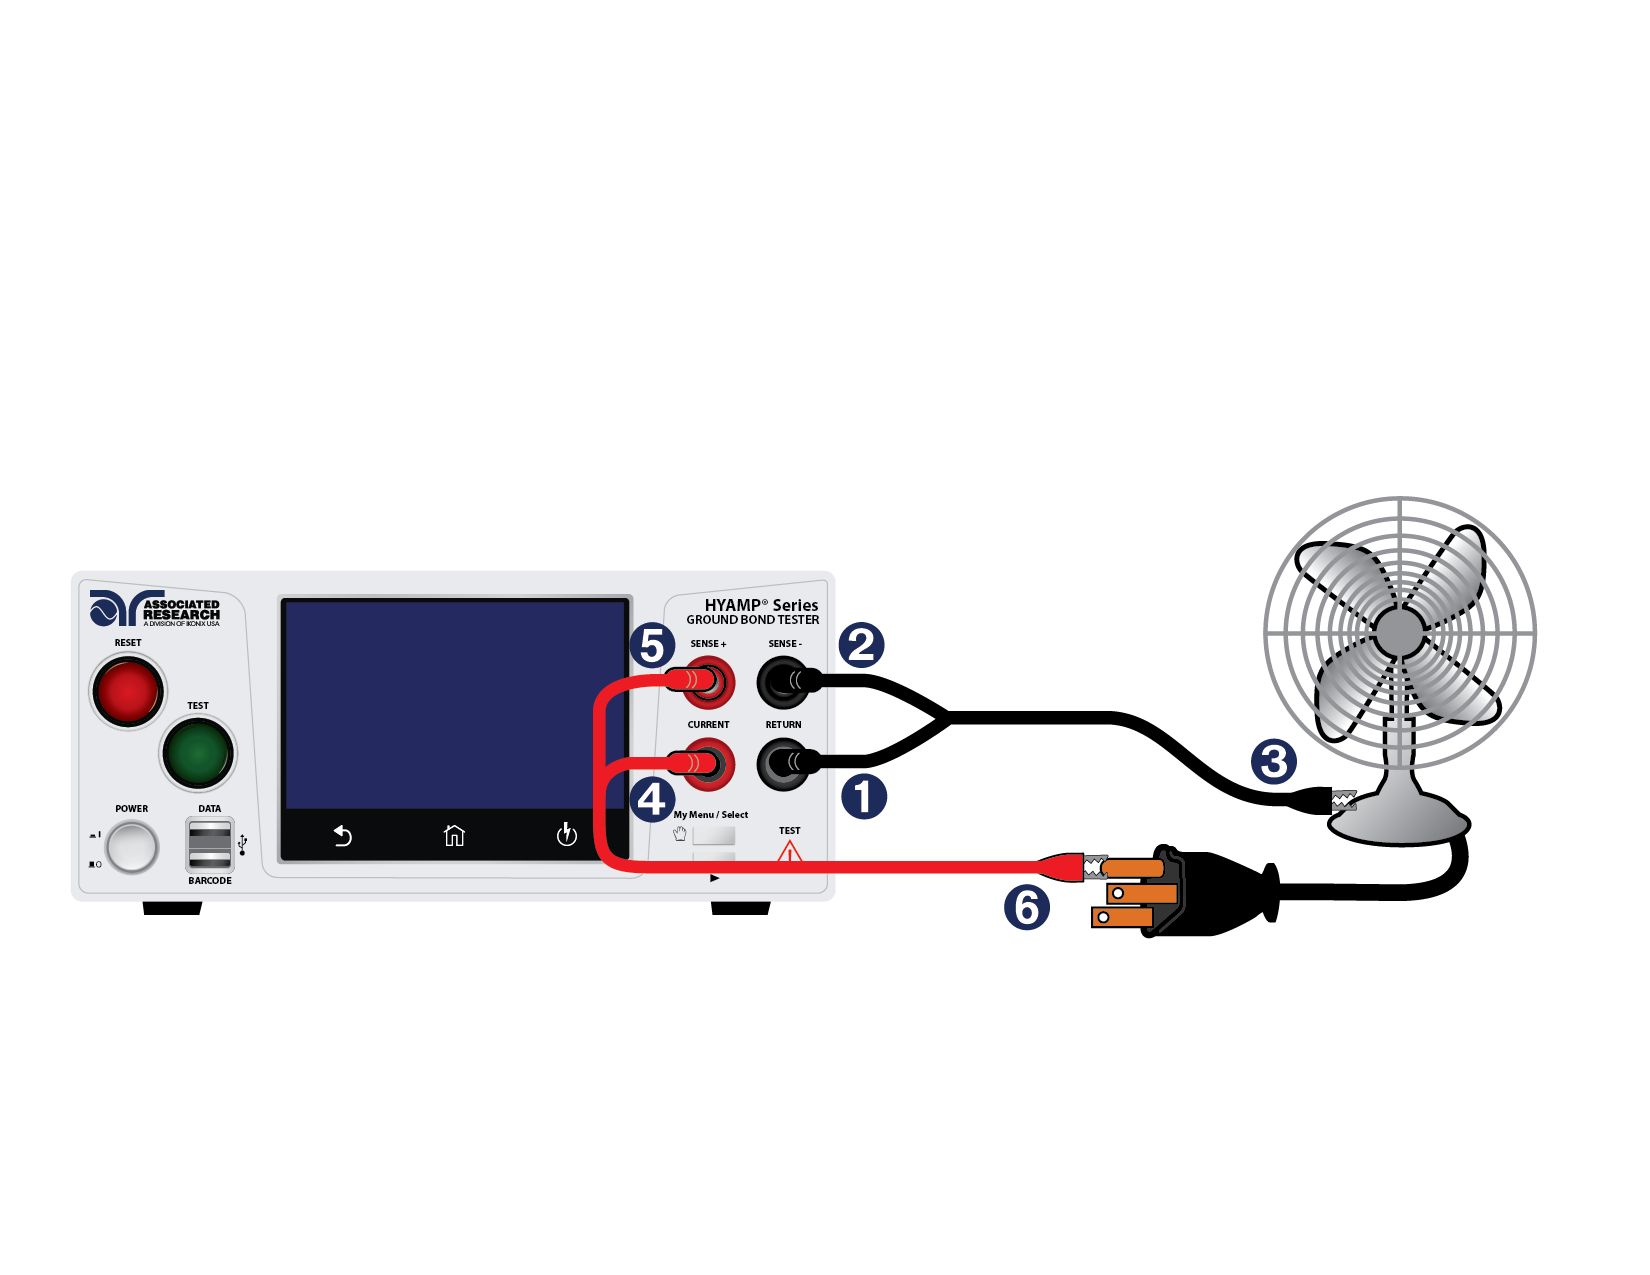 ASSOCIATED
RESEARCH
A DIVISION OF IKONIX USA
RESET
TEST
POWER
I
O
DATA
BARCODE
HYAMP® Series
GROUND BOND TESTER
SENSE +
SENSE -
CURRENT
RETURN
My Menu / Select
TEST
5
2
4
1
3
6